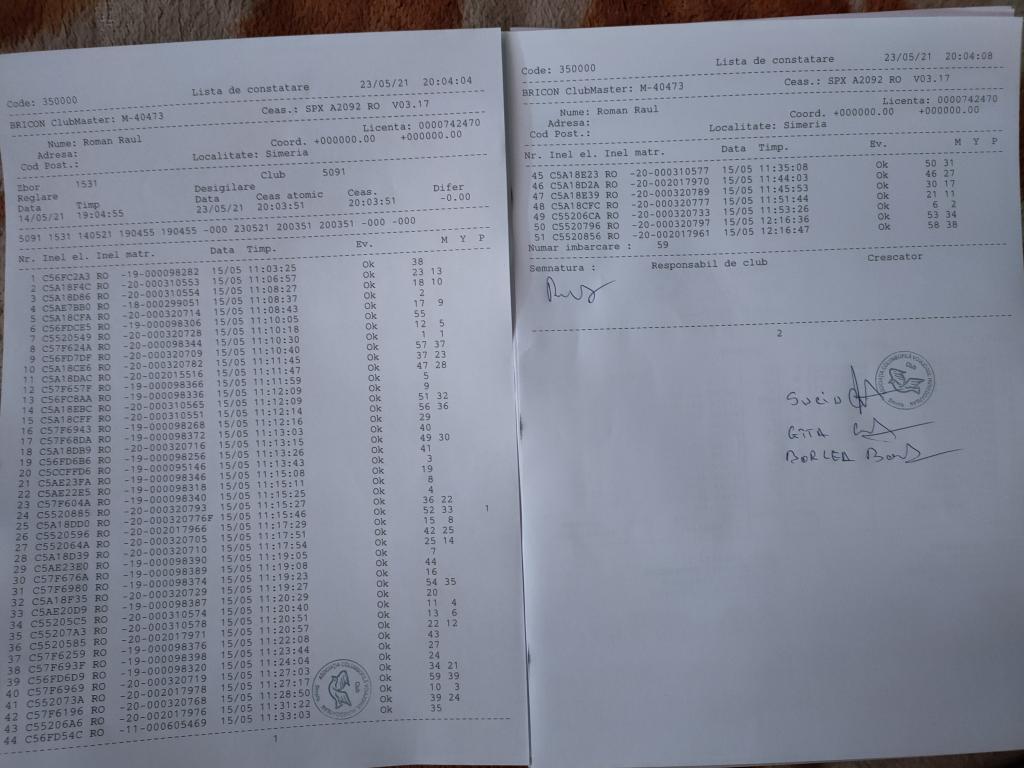 Code: 350000 Lista de constatare 23/05/21 20:04:04
BRICON ClubMaster: M-40473 Ceas.: SPX A2092 RO V03.17
Nume: Roman Raul Licenta: 0000742470
Adresa: Coord. +000000.00 +000000.00
Cod Post.: Localitate: Simeria
Zbor 1531 Club 5091
Reglare Desigilare
Data Timp Data Ceas atomic Ceas. Difer
14/05/21 19:04:55 23/05/21 20:03:51 20:03:51 -0.00
5091 1531 140521 190455 190455 -000 230521 200351 200351 -000 -000
Nr. Inel el. Inel matr. Data Timp. Ev. M Y P
1 C56FC2A3 RO -19-000098282 15/05 11:03:25 Ok 38
2 C5A18F4C RO -20-000310553 15/05 11:06:57 Ok 23 13
3 C5A18D86 RO -20-000310554 15/05 11:08:27 Ok 18 10
4 C5AE7BB0 RO -18-000299051 15/05 11:08:37 Ok 2
5 C5A18CFA RO -20-000320714 15/05 11:08:43 Ok 17 9
6 C56FDCE5 RO -19-000098306 15/05 11:10:05 Ok 55
7 C5520549 RO -20-000320728 15/05 11:10:18 Ok 12 5
8 C57F624A RO -19-000098344 15/05 11:10:30 Ok 1 1
9 C56FD7DF RO -20-000320709 15/05 11:10:40 Ok 57 37
10 C5A18CE6 RO -20-000320782 15/05 11:11:45 Ok 37 23
11 C5A18DAC RO -20-002015516 15/05 11:11:47 Ok 47 28
12 C57F657F RO -19-000098366 15/05 11:11:59 Ok 5
13 C56FC8AA RO -19-000098336 15/05 11:12:09 Ok 9
14 C5A18EBC RO -20-000310565 15/05 11:12:09 Ok 51 32
15 C5A18CFF RO -20-000310551 15/05 11:12:14 Ok 56 36
16 C57F6943 RO -19-000098268 15/05 11:12:16 Ok 29
17 C57F68DA RO -19-000098372 15/05 11:13:03 Ok 40
18 C5A18DB9 RO -20-000320716 15/05 11:13:15 Ok 49 30
19 C56FD6B6 RO -19-000098256 15/05 11:13:26 Ok 41
20 C5CCFFD6 RO -19-000095146 15/05 11:13:43 Ok 3
21 C5AE23FA RO -19-000098346 15/05 11:15:08 Ok 19
22 C5AE22E5 RO -19-000098318 15/05 11:15:11 Ok 8
23 C57F604A RO -19-000098340 15/05 11:15:25 Ok 4
24 C5520885 RO -20-000320793 15/05 11:15:27 Ok 36 22
25 C5A18DD0 RO -20-000320776F 15/05 11:15:46 Ok 52 33 1
26 C5520596 RO -20-002017966 15/05 11:17:29 Ok 15 8
27 C552064A RO -20-000320705 15/05 11:17:51 Ok 42 25
28 C5A18D39 RO -20-000320710 15/05 11:17:54 Ok 25 14
29 C5AE23E0 RO -19-000098390 15/05 11:19:05 Ok 7
30 C57F676A RO -19-000098389 15/05 11:19:08 Ok 44
31 C57F6980 RO -19-000098374 15/05 11:19:23 Ok 16
32 C5A18F35 RO -20-000320729 15/05 11:19:27 Ok 54 35
33 C5AE20D9 RO -19-000098387 15/05 11:20:29 Ok 20
34 C55205C5 RO -20-000310574 15/05 11:20:40 Ok 11 4
35 C55207A3 RO -20-000310578 15/05 11:20:51 Ok 13 6
36 C5520585 RO -20-002017971 15/05 11:20:57 Ok 22 12
37 C57F6259 RO -19-000098376 15/05 11:22:08 Ok 43
38 C57F693F RO -19-000098398 15/05 11:23:44 Ok 27
39 C56FD6D9 RO -19-000098320 15/05 11:24:04 Ok 24
40 C57F6969 RO -20-000320719 15/05 11:27:03 Ok 34 21
41 C552073A RO -20-002017978 15/05 11:27:17 Ok 59 39
42 C57F6196 RO -20-000320768 15/05 11:28:50 Ok 10 3
43 C55206A6 RO -20-002017976 15/05 11:31:22 Ok 39 24
44 C56FD54C RO -11-000605469 15/05 11:33:03 Ok 35
1
Code: 350000 Lista de constatare 23/05/21 20:04:08
BRICON ClubMaster: M-40473 Ceas.: SPX A2092 RO V03.17
Nume: Roman Raul Licenta: 0000742470
Adresa: Coord. +000000.00 +000000.00
Cod Post.: Localitate: Simeria
Nr. Inel el. Inel matr. Data Timp. Ev. M Y P
45 C5A18E23 RO -20-000310577 15/05 11:35:08 Ok 50 31
46 C5A18D2A RO -20-002017970 15/05 11:44:03 Ok 46 27
47 C5A18E39 RO -20-000320789 15/05 11:45:53 Ok 30 17
48 C5A18CFC RO -20-000320777 15/05 11:51:44 Ok 21 11
49 C55206CA RO -20-000320733 15/05 11:53:26 Ok 6 2
50 C5520796 RO -20-000320797 15/05 12:16:36 Ok 53 34
51 C5520856 RO -20-002017961 15/05 12:16:47 Ok 58 38
Numar imbarcare : 59
Semnatura : Responsabil de club Crescator
2
SUCIU
GITA
BORLEA